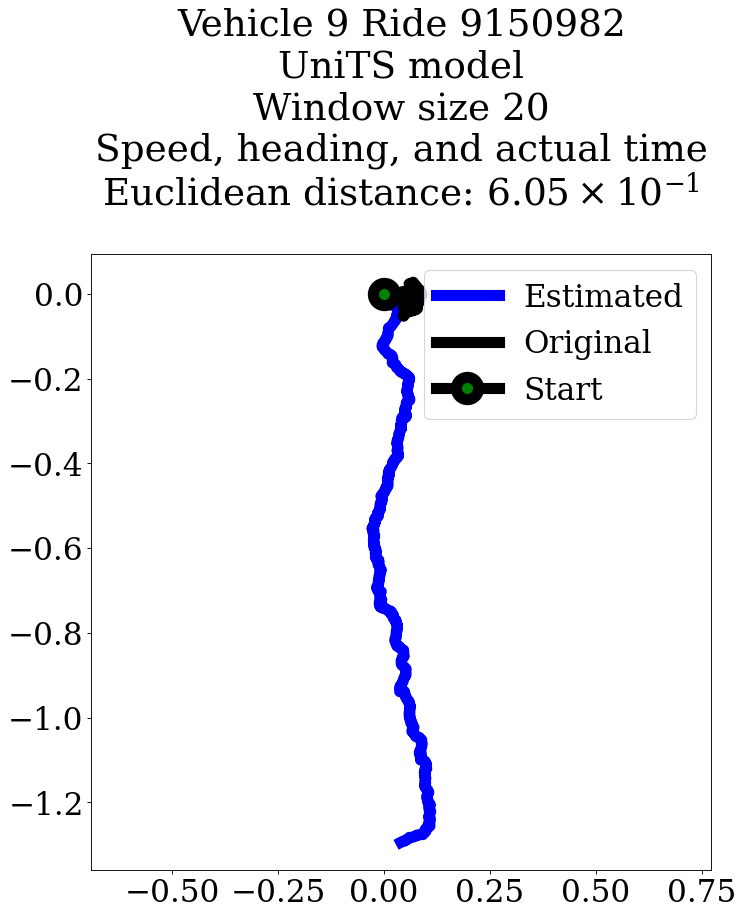 Vehicle 9 Ride 9150982
UniTS model
Window size 20
Speed, heading, and actual time
Euclidean distance: 6.05 × 10⁻¹
Estimated
Original
Start
0.0
−0.2
−0.4
−0.6
−0.8
−1.0
−1.2
−0.50 −0.25 0.00 0.25 0.50 0.75